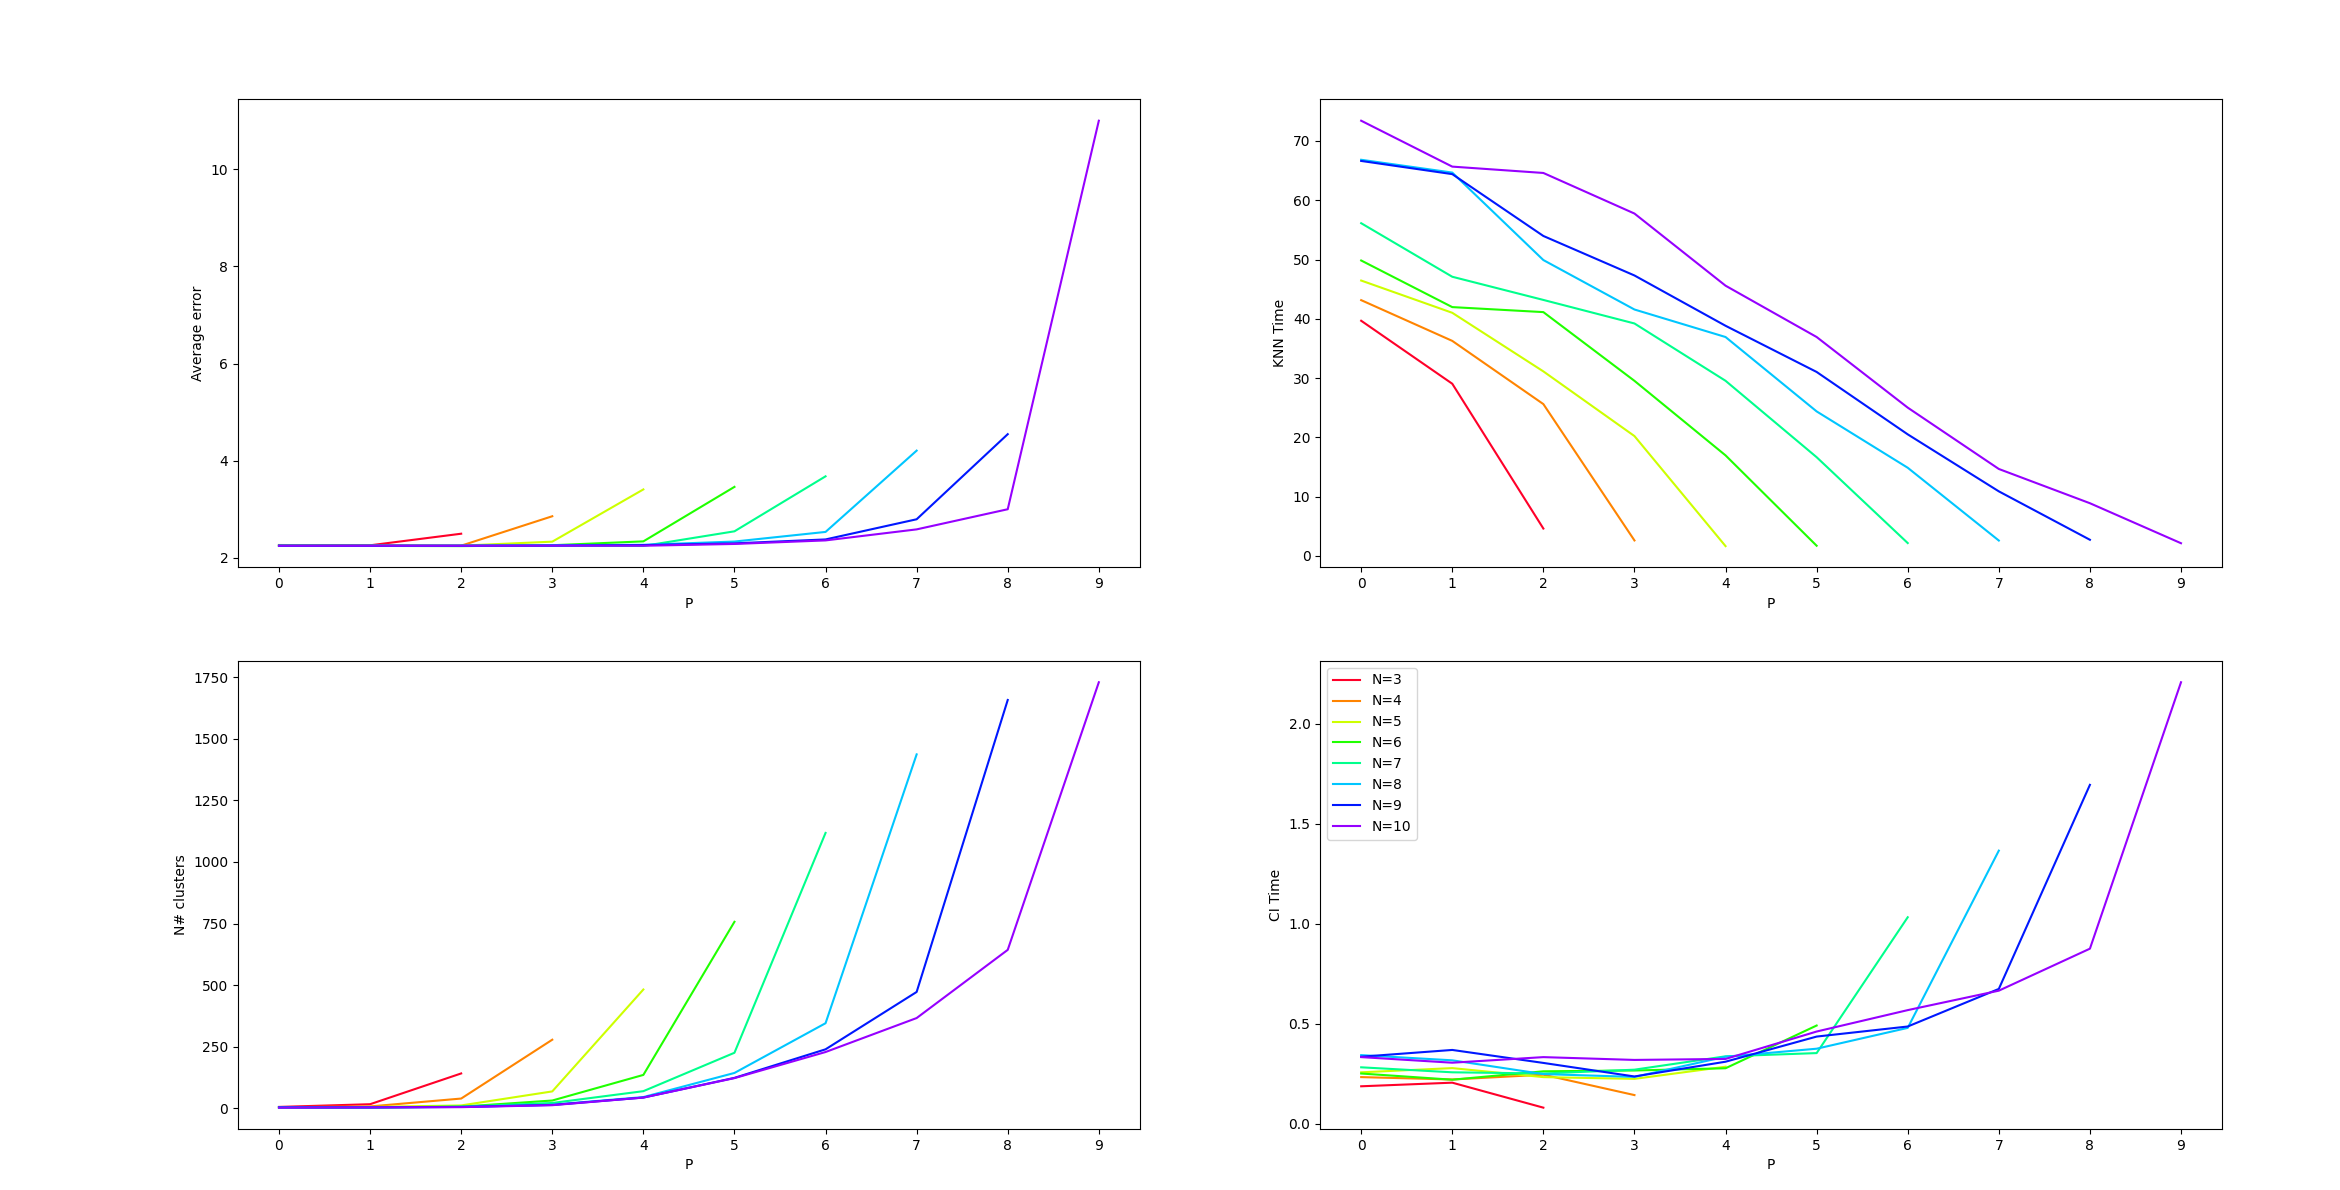 Average error
10
8
6
4
2
0 1 2 3 4 5 6 7 8 9
P
KNN Time
70
60
50
40
30
20
10
0
0 1 2 3 4 5 6 7 8 9
P
N# clusters
1750
1500
1250
1000
750
500
250
0
0 1 2 3 4 5 6 7 8 9
P
Cl Time
2.0
1.5
1.0
0.5
0.0
N=3
N=4
N=5
N=6
N=7
N=8
N=9
N=10
0 1 2 3 4 5 6 7 8 9
P